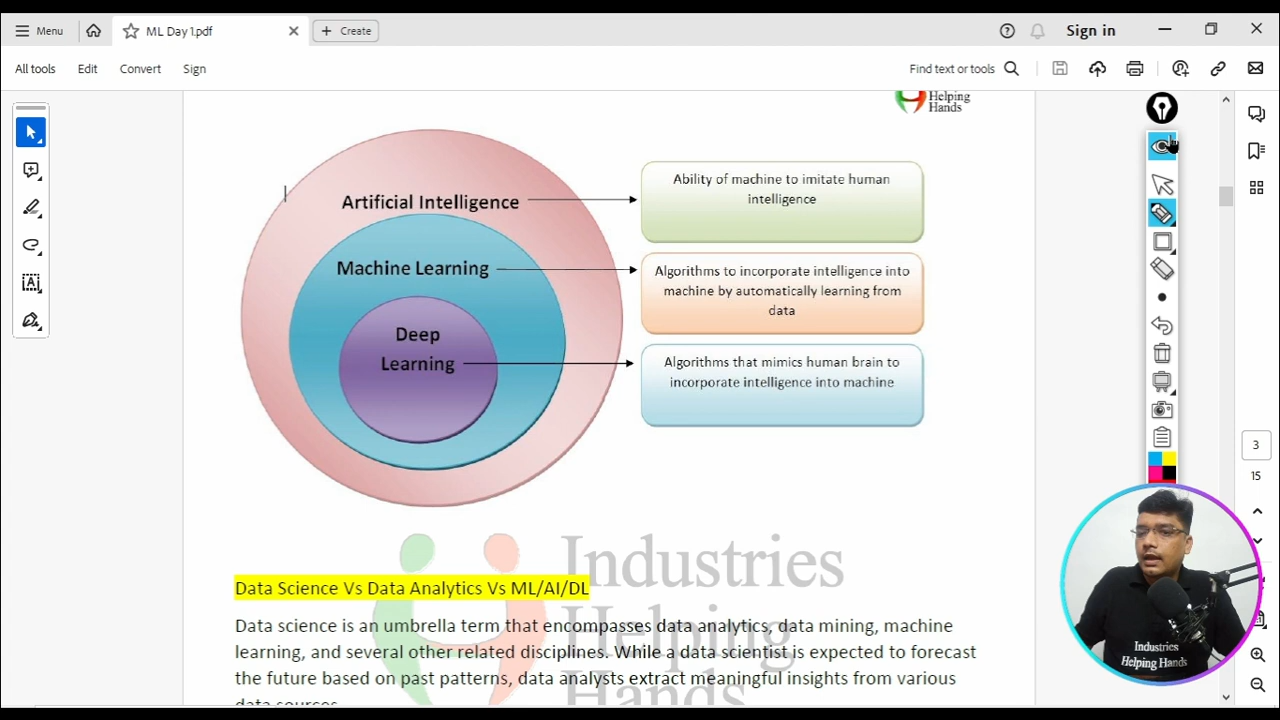 Menu
ML Day 1.pdf
Create
Sign in
All tools
Edit
Convert
Sign
Find text or tools
Helping
Hands
Artificial Intelligence
Ability of machine to imitate human
intelligence
Machine Learning
Algorithms to incorporate intelligence into
machine by automatically learning from
data
Deep
Learning
Algorithms that mimics human brain to
incorporate intelligence into machine
3
15
Industries
Helping
Hands
Data Science Vs Data Analytics Vs ML/AI/DL
Data science is an umbrella term that encompasses data analytics, data mining, machine
learning, and several other related disciplines. While a data scientist is expected to forecast
the future based on past patterns, data analysts extract meaningful insights from various
data sources.
Industries
Helping Hands